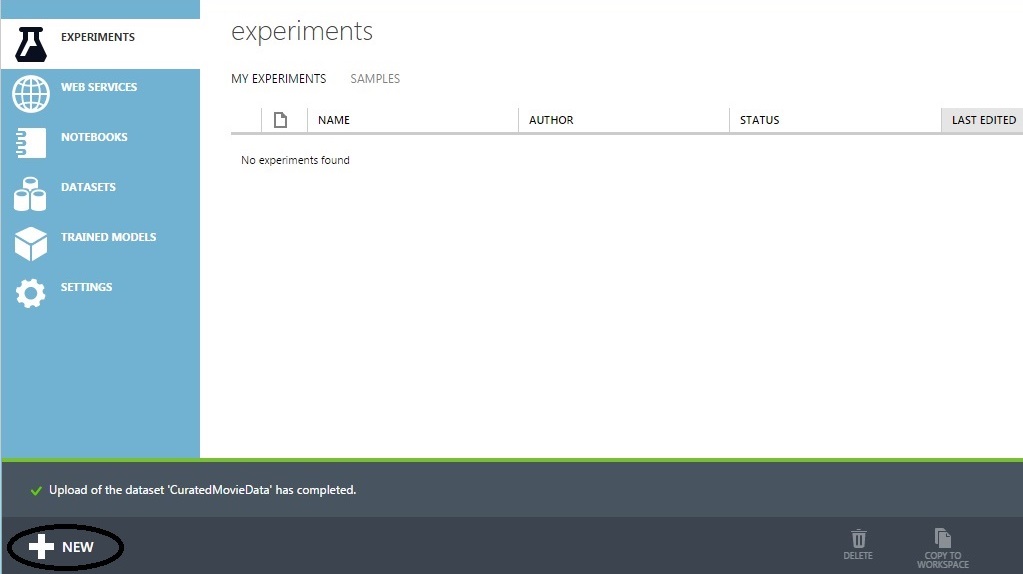 EXPERIMENTS
WEB SERVICES
NOTEBOOKS
DATASETS
TRAINED MODELS
SETTINGS
experiments
MY EXPERIMENTS SAMPLES
NAME AUTHOR STATUS LAST EDITED
No experiments found
Upload of the dataset 'CuratedMovieData' has completed.
NEW
DELETE
COPY TO
WORKSPACE